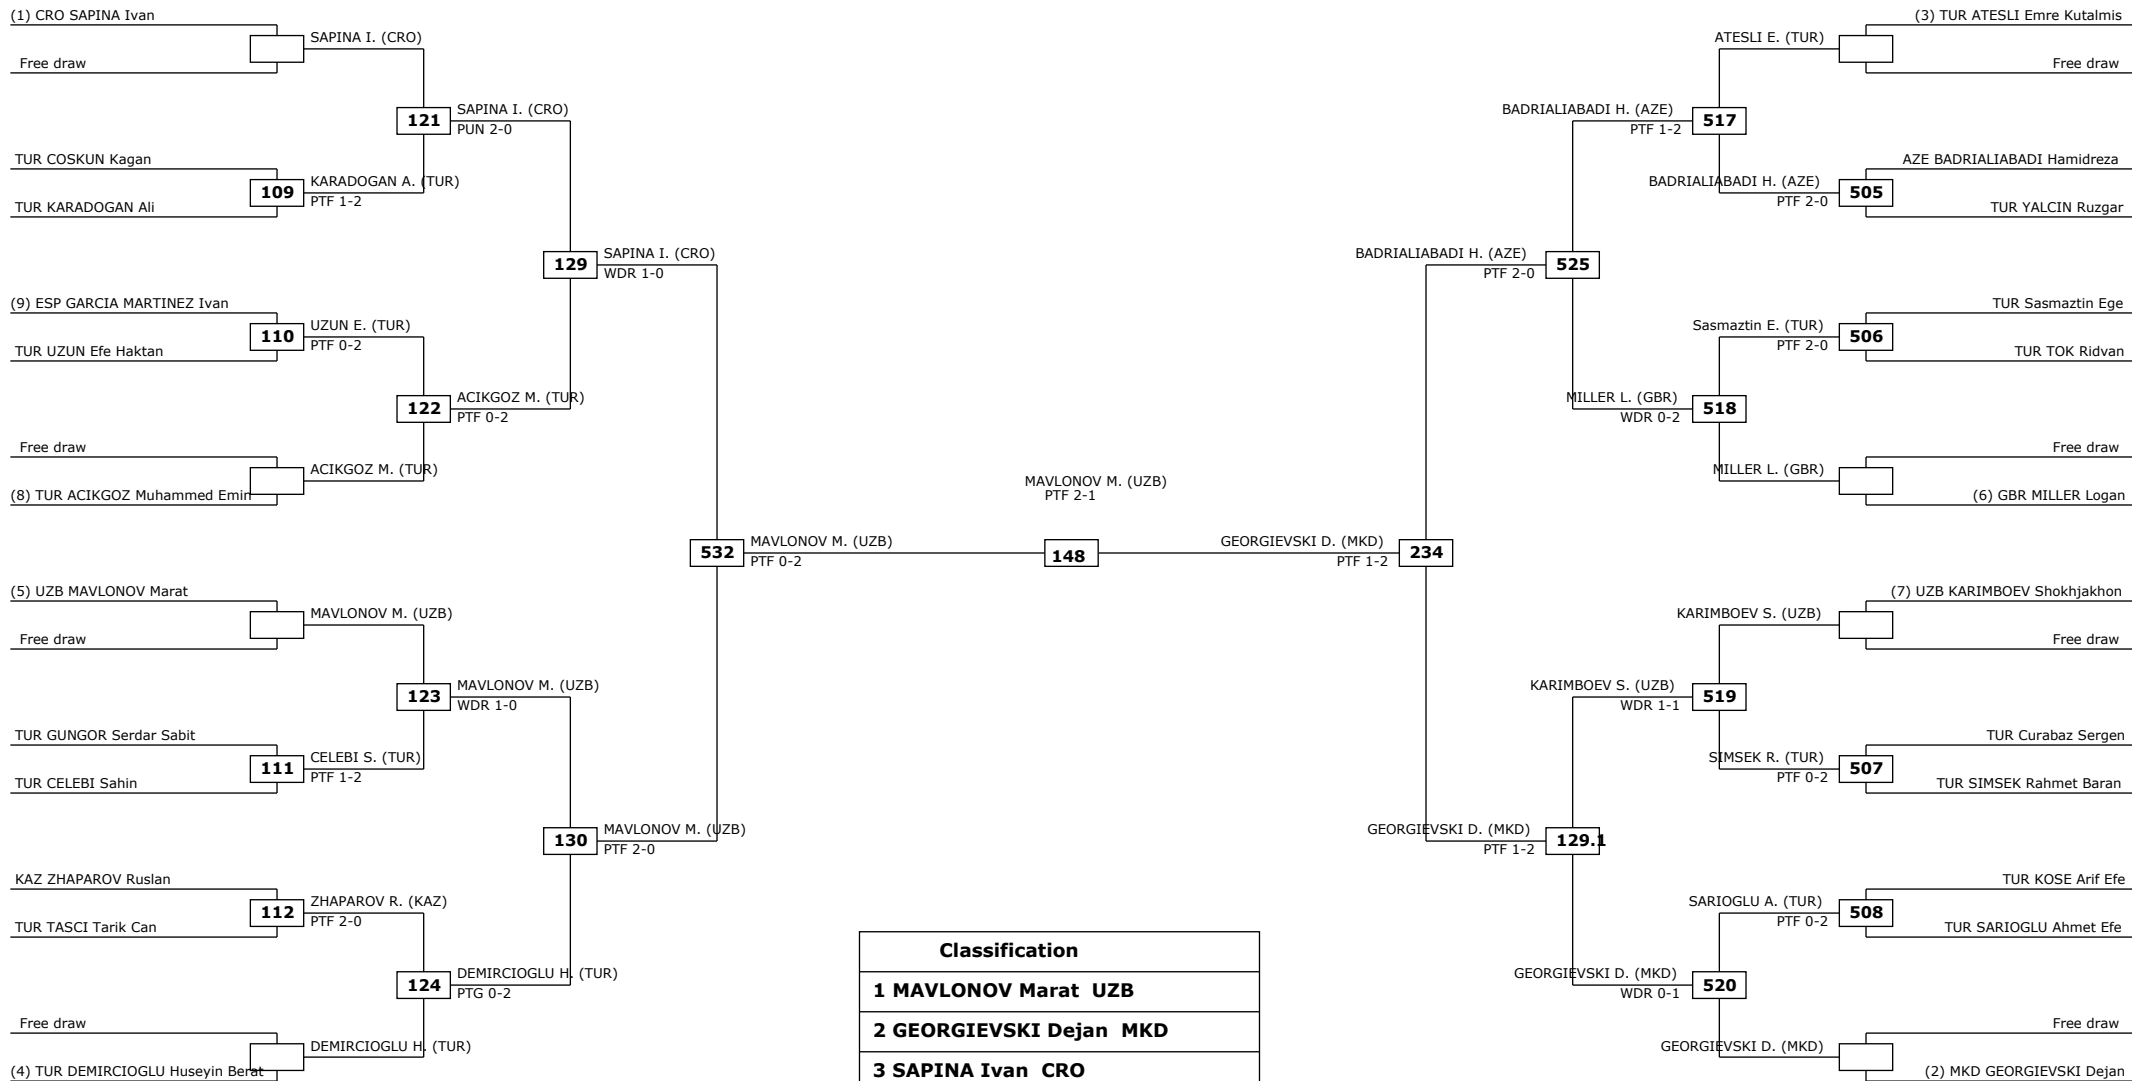 (1) CRO SAPINA Ivan
Free draw
TUR COSKUN Kagan
TUR KARADOGAN Ali
(9) ESP GARCIA MARTINEZ Ivan
TUR UZUN Efe Haktan
Free draw
(8) TUR ACIKGOZ Muhammed Emin
(5) UZB MAVLONOV Marat
Free draw
TUR GUNGOR Serdar Sabit
TUR CELEBI Sahin
KAZ ZHAPAROV Ruslan
TUR TASCI Tarik Can
Free draw
(4) TUR DEMIRCIOGLU Huseyin Berat
SAPINA I. (CRO)
109
KARADOGAN A. (TUR)
PTF 1-2
110
UZUN E. (TUR)
PTF 0-2
ACIKGOZ M. (TUR)
MAVLONOV M. (UZB)
111
CELEBI S. (TUR)
PTF 1-2
112
ZHAPAROV R. (KAZ)
PTF 2-0
DEMIRCIOGLU H. (TUR)
121
SAPINA I. (CRO)
PUN 2-0
122
ACIKGOZ M. (TUR)
PTF 0-2
123
MAVLONOV M. (UZB)
WDR 1-0
124
DEMIRCIOGLU H. (TUR)
PTG 0-2
129
SAPINA I. (CRO)
WDR 1-0
130
MAVLONOV M. (UZB)
PTF 2-0
532
MAVLONOV M. (UZB)
PTF 0-2
MAVLONOV M. (UZB)
PTF 2-1
148
GEORGIEVSKI D. (MKD)
PTF 1-2
234
BADRIALIABADI H. (AZE)
PTF 2-0
525
GEORGIEVSKI D. (MKD)
PTF 1-2
129.1
BADRIALIABADI H. (AZE)
PTF 1-2
517
MILLER L. (GBR)
WDR 0-2
518
KARIMBOEV S. (UZB)
WDR 1-1
519
GEORGIEVSKI D. (MKD)
WDR 0-1
520
ATESLI E. (TUR)
BADRIALIABADI H. (AZE)
PTF 2-0
505
Sasmaztin E. (TUR)
PTF 2-0
506
MILLER L. (GBR)
KARIMBOEV S. (UZB)
SIMSEK R. (TUR)
PTF 0-2
507
SARIOGLU A. (TUR)
PTF 0-2
508
GEORGIEVSKI D. (MKD)
(3) TUR ATESLI Emre Kutalmis
Free draw
AZE BADRIALIABADI Hamidreza
TUR YALCIN Ruzgar
TUR Sasmaztin Ege
TUR TOK Ridvan
Free draw
(6) GBR MILLER Logan
(7) UZB KARIMBOEV Shokhjakhon
Free draw
TUR Curabaz Sergen
TUR SIMSEK Rahmet Baran
TUR KOSE Arif Efe
TUR SARIOGLU Ahmet Efe
Free draw
(2) MKD GEORGIEVSKI Dejan
Classification
1 MAVLONOV Marat UZB
2 GEORGIEVSKI Dejan MKD
3 SAPINA Ivan CRO